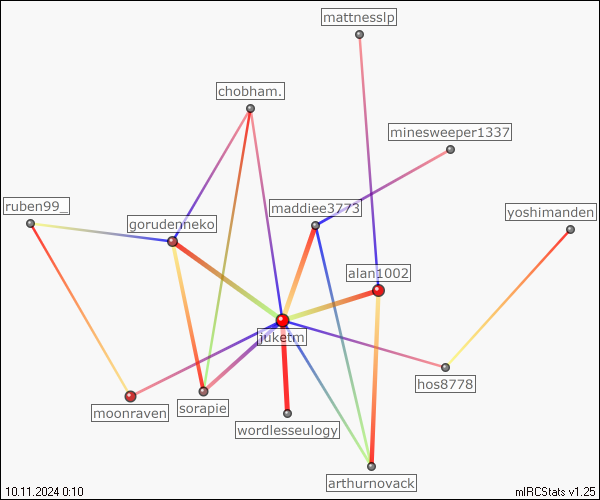 mattnesslp
chobham.
minesweeper1337
ruben99_
maddiee3773
yoshimanden
gorudenneko
alan1002
juketm
hos8778
moonraven
sorapie
wordlesseulogy
arthurnovack
10.11.2024 0:10
mIRCStats v1.25